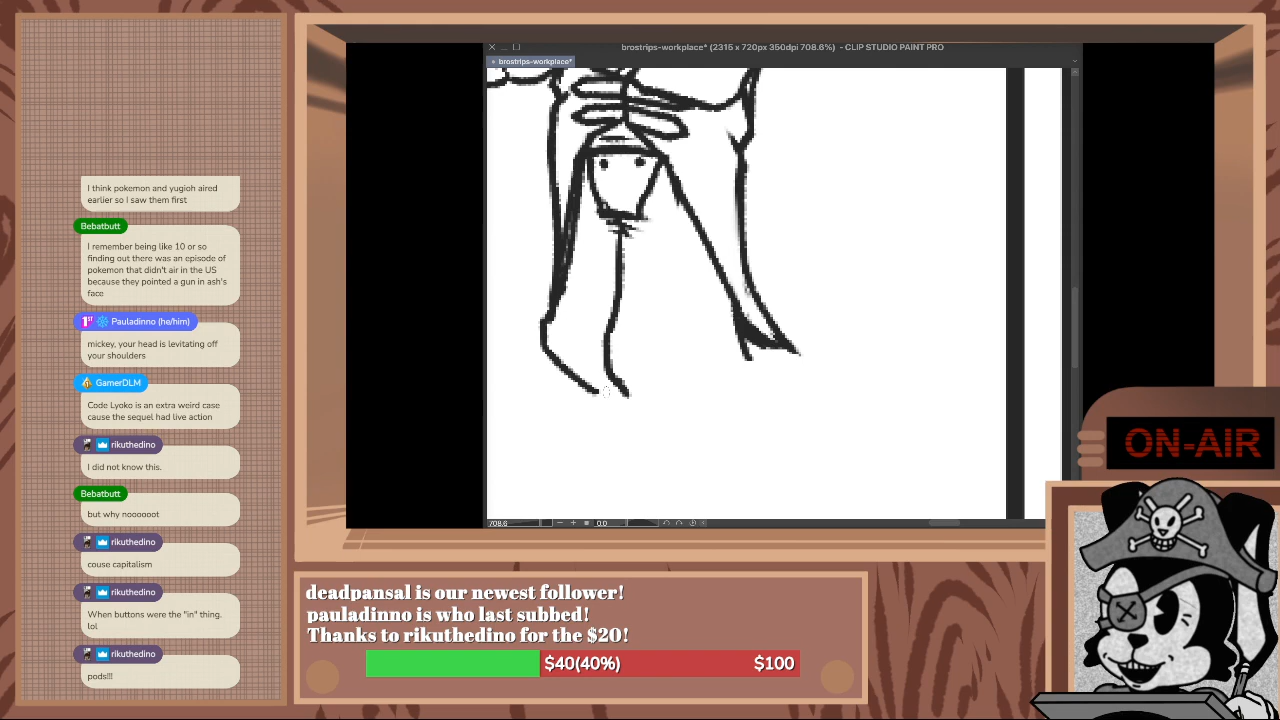 brostrips-workplace* (2315 x 720px 350dpi 708.6%) - CLIP STUDIO PAINT PRO
brostrips-workplace*
I think pokemon and yugioh aired
earlier so I saw them first
Bebatbutt
I remember being like 10 or so
finding out there was an episode of
pokemon that didn't air in the US
because they pointed a gun in ash's
face
Pauladinno (he/him)
mickey, your head is levitating off
your shoulders
GamerDLM
Code Lyoko is an extra weird case
cause the sequel had live action
rikuthedino
I did not know this.
Bebatbutt
but why noooooot
rikuthedino
couse capitalism
rikuthedino
When buttons were the "in" thing.
lol
rikuthedino
pods!!!
708.6
0.0
ON-AIR
deadpansal is our newest follower!
pauladinno is who last subbed!
Thanks to rikuthedino for the $20!
$40(40%)
$100